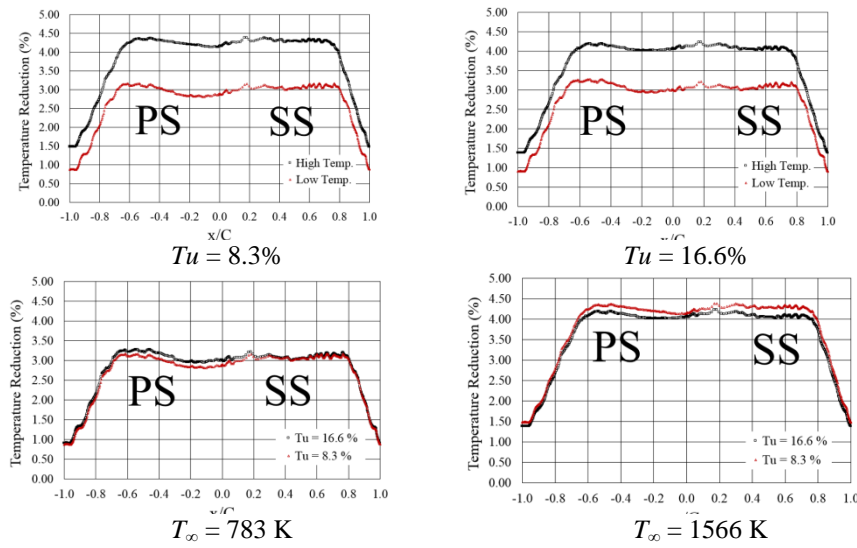 Temperature Reduction (%)
5.00
4.50
4.00
3.50
3.00
2.50
2.00
1.50
1.00
0.50
0.00
PS
SS
High Temp.
Low Temp.
-1.0 -0.8 -0.6 -0.4 -0.2 0.0 0.2 0.4 0.6 0.8 1.0
x/C
Tu = 8.3%
Temperature Reduction (%)
5.00
4.50
4.00
3.50
3.00
2.50
2.00
1.50
1.00
0.50
0.00
PS
SS
High Temp.
Low Temp.
-1.0 -0.8 -0.6 -0.4 -0.2 0.0 0.2 0.4 0.6 0.8 1.0
x/C
Tu = 16.6%
Temperature Reduction (%)
5.00
4.50
4.00
3.50
3.00
2.50
2.00
1.50
1.00
0.50
0.00
PS
SS
Tu = 16.6 %
Tu = 8.3 %
-1.0 -0.8 -0.6 -0.4 -0.2 0.0 0.2 0.4 0.6 0.8 1.0
x/C
T∞ = 783 K
Temperature Reduction (%)
5.00
4.50
4.00
3.50
3.00
2.50
2.00
1.50
1.00
0.50
0.00
PS
SS
Tu = 16.6 %
Tu = 8.3 %
-1.0 -0.8 -0.6 -0.4 -0.2 0.0 0.2 0.4 0.6 0.8 1.0
x/C
T∞ = 1566 K